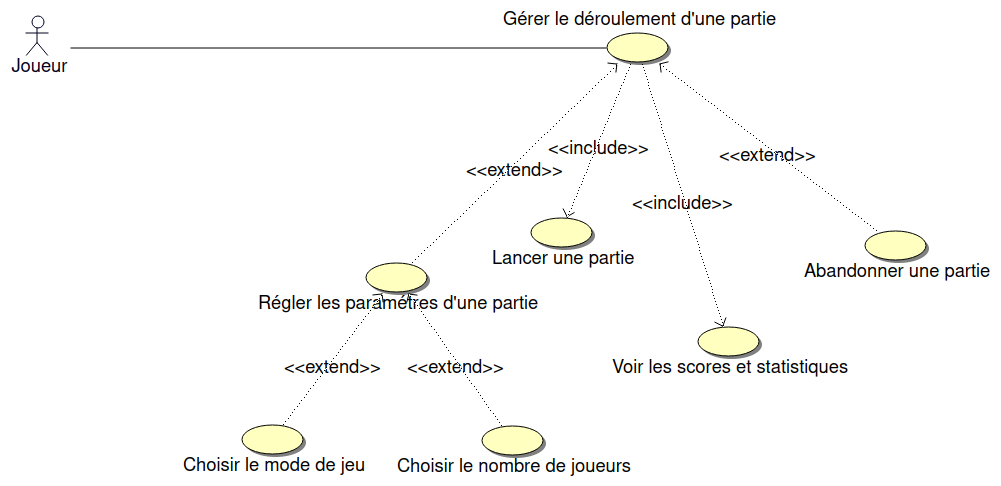 Gérer le déroulement d'une partie
Joueur
<<include>>
<<extend>>
<<extend>>
<<include>>
Lancer une partie
Abandonner une partie
Régler les paramètres d'une partie
Voir les scores et statistiques
<<extend>>
<<extend>>
Choisir le mode de jeu
Choisir le nombre de joueurs